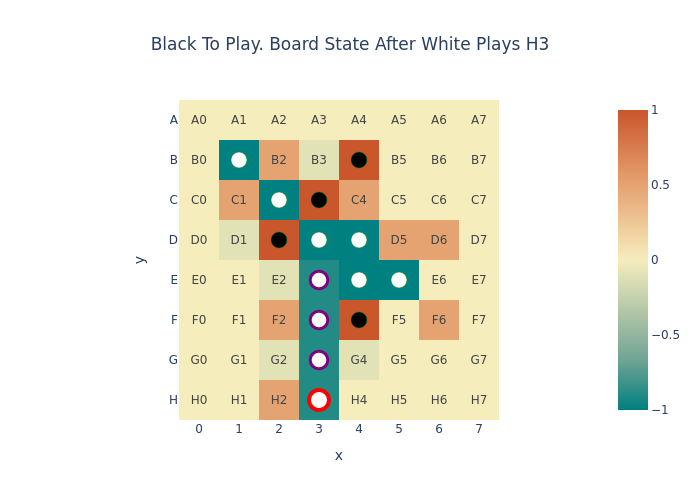 Black To Play. Board State After White Plays H3
A A0 A1 A2 A3 A4 A5 A6 A7
B B0 B2 B3 B5 B6 B7
C C0 C1 C4 C5 C6 C7
D D0 D1 D5 D6 D7
E E0 E1 E2 E6 E7
F F0 F1 F2 F5 F6 F7
G G0 G1 G2 G4 G5 G6 G7
H H0 H1 H2 H4 H5 H6 H7
0 1 2 3 4 5 6 7
x
y
1
0.5
0
−0.5
−1